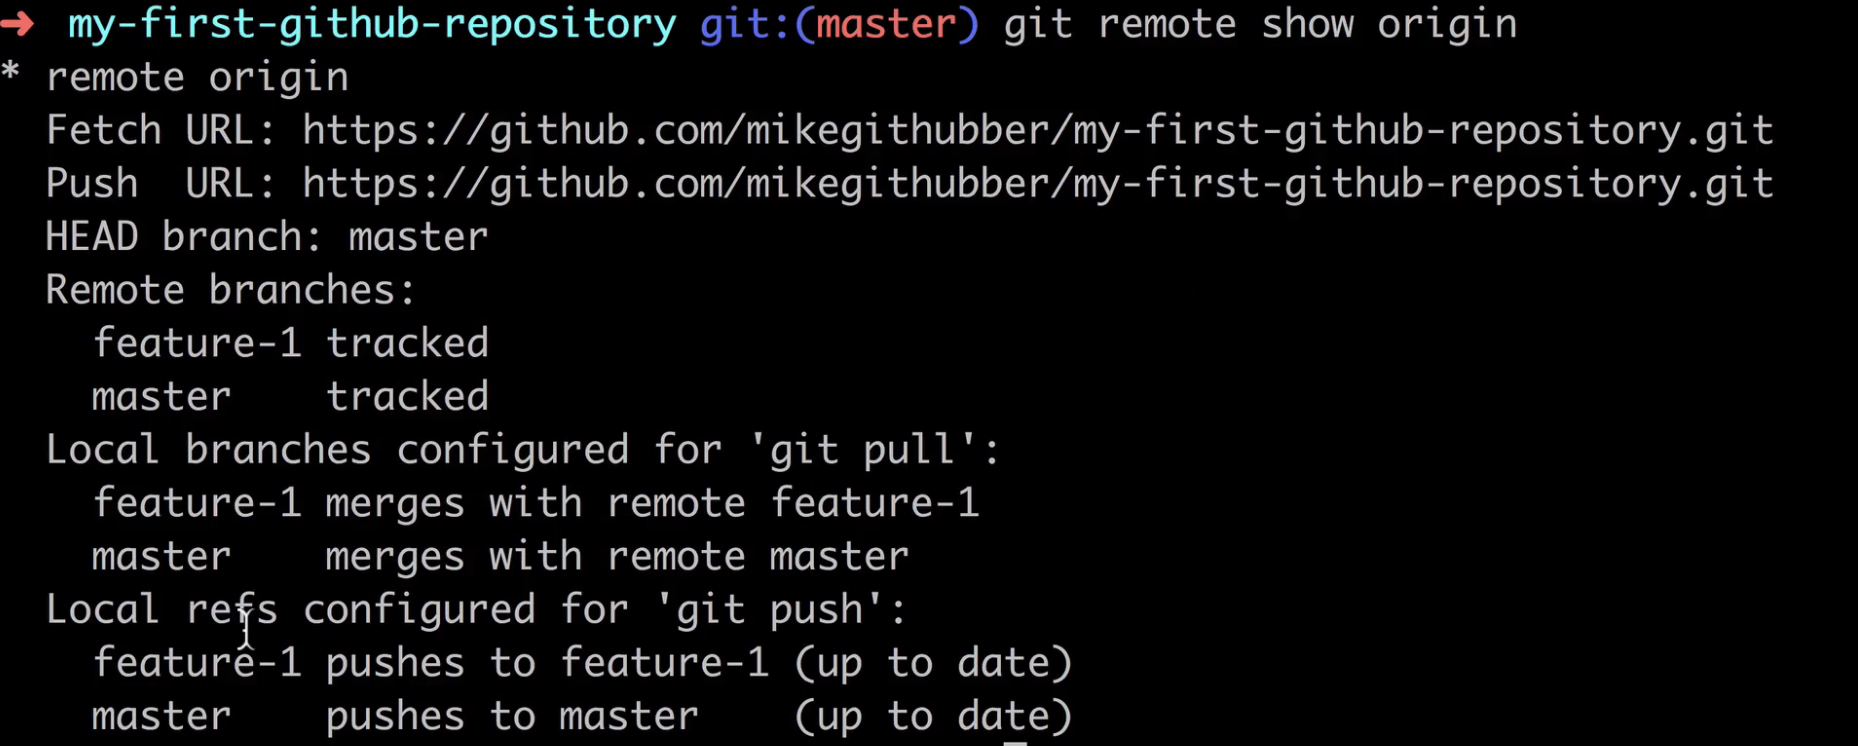 ➜ my-first-github-repository git:(master) git remote show origin
* remote origin
  Fetch URL: https://github.com/mikegithubber/my-first-github-repository.git
  Push  URL: https://github.com/mikegithubber/my-first-github-repository.git
  HEAD branch: master
  Remote branches:
    feature-1 tracked
    master    tracked
  Local branches configured for 'git pull':
    feature-1 merges with remote feature-1
    master    merges with remote master
  Local refs configured for 'git push':
    feature-1 pushes to feature-1 (up to date)
    master    pushes to master    (up to date)